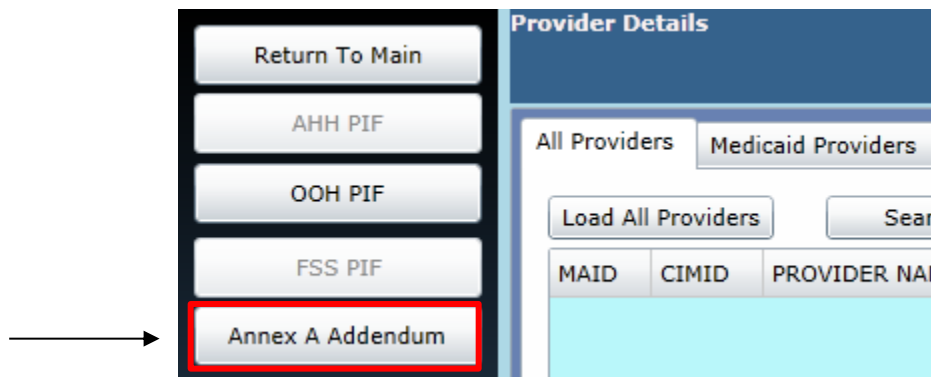 Return To Main
AHH PIF
OOH PIF
FSS PIF
Annex A Addendum
Provider Details
All Providers Medicaid Providers
Load All Providers
MAID CIMID PROVIDER